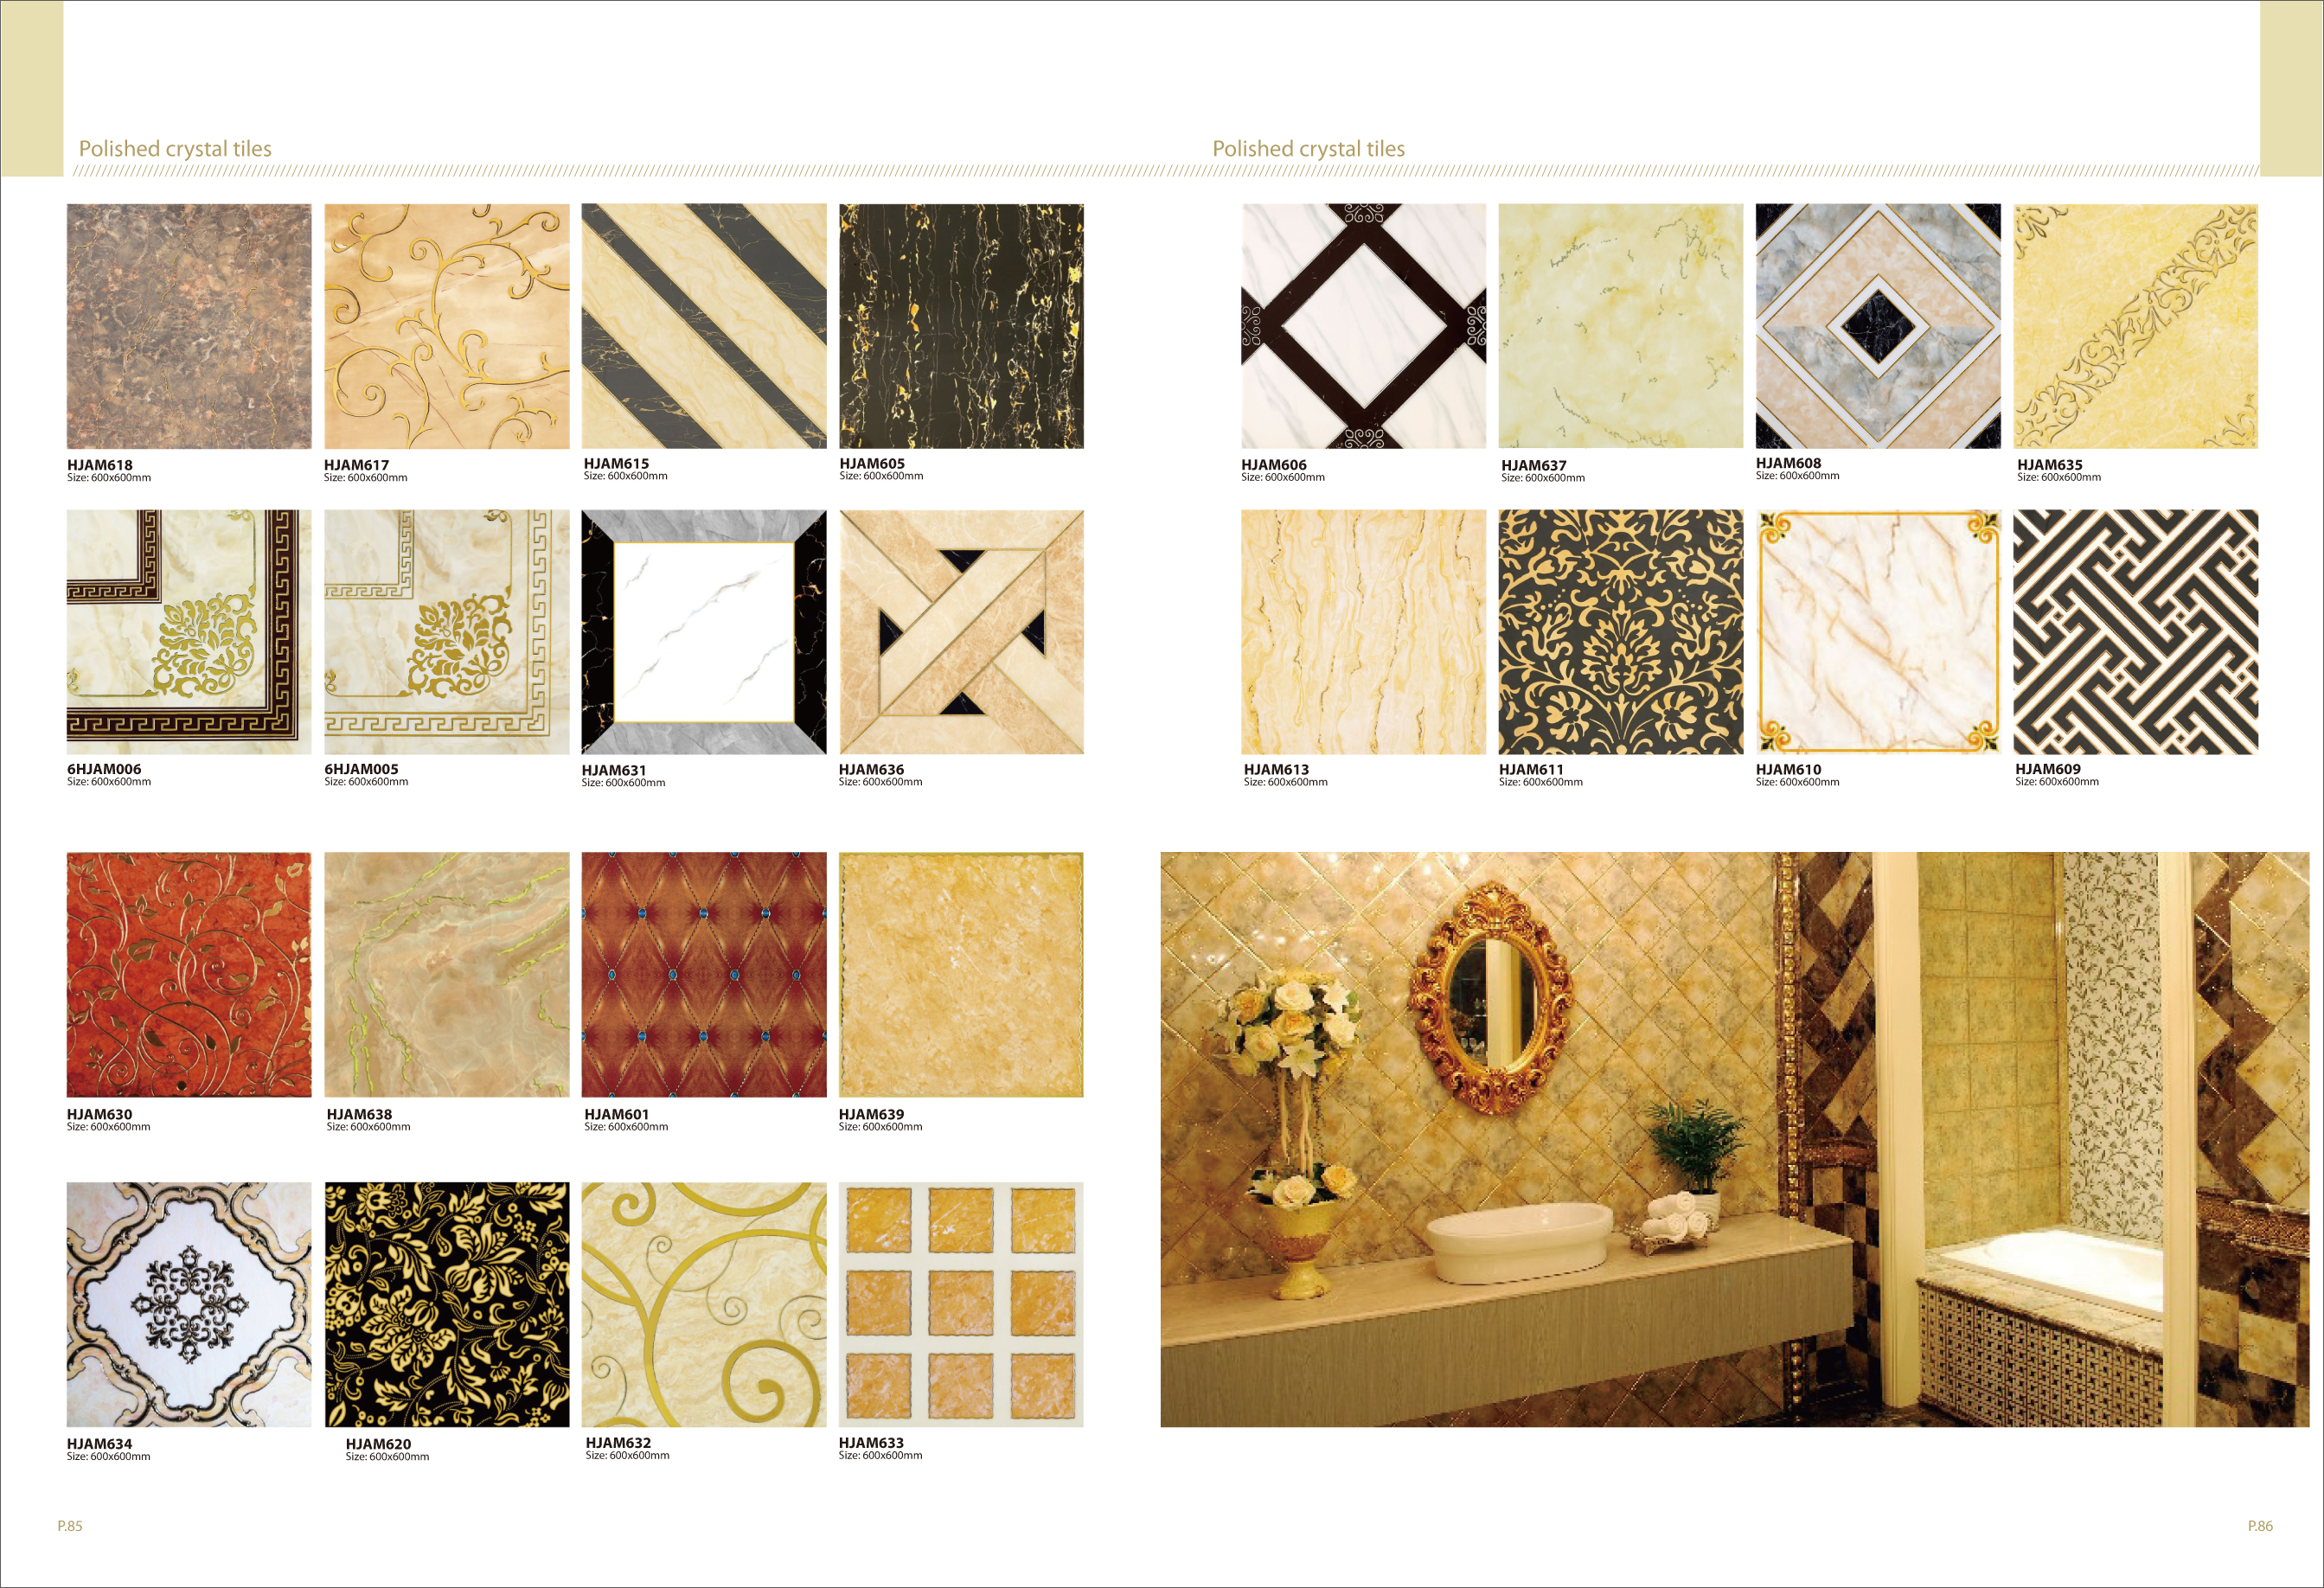 Polished crystal tiles
HJAM618
Size: 600x600mm
HJAM617
Size: 600x600mm
HJAM615
Size: 600x600mm
HJAM605
Size: 600x600mm
6HJAM006
Size: 600x600mm
6HJAM005
Size: 600x600mm
HJAM631
Size: 600x600mm
HJAM636
Size: 600x600mm
HJAM630
Size: 600x600mm
HJAM638
Size: 600x600mm
HJAM601
Size: 600x600mm
HJAM639
Size: 600x600mm
HJAM634
Size: 600x600mm
HJAM620
Size: 600x600mm
HJAM632
Size: 600x600mm
HJAM633
Size: 600x600mm
P.85
Polished crystal tiles
HJAM606
Size: 600x600mm
HJAM637
Size: 600x600mm
HJAM608
Size: 600x600mm
HJAM635
Size: 600x600mm
HJAM613
Size: 600x600mm
HJAM611
Size: 600x600mm
HJAM610
Size: 600x600mm
HJAM609
Size: 600x600mm
P.86